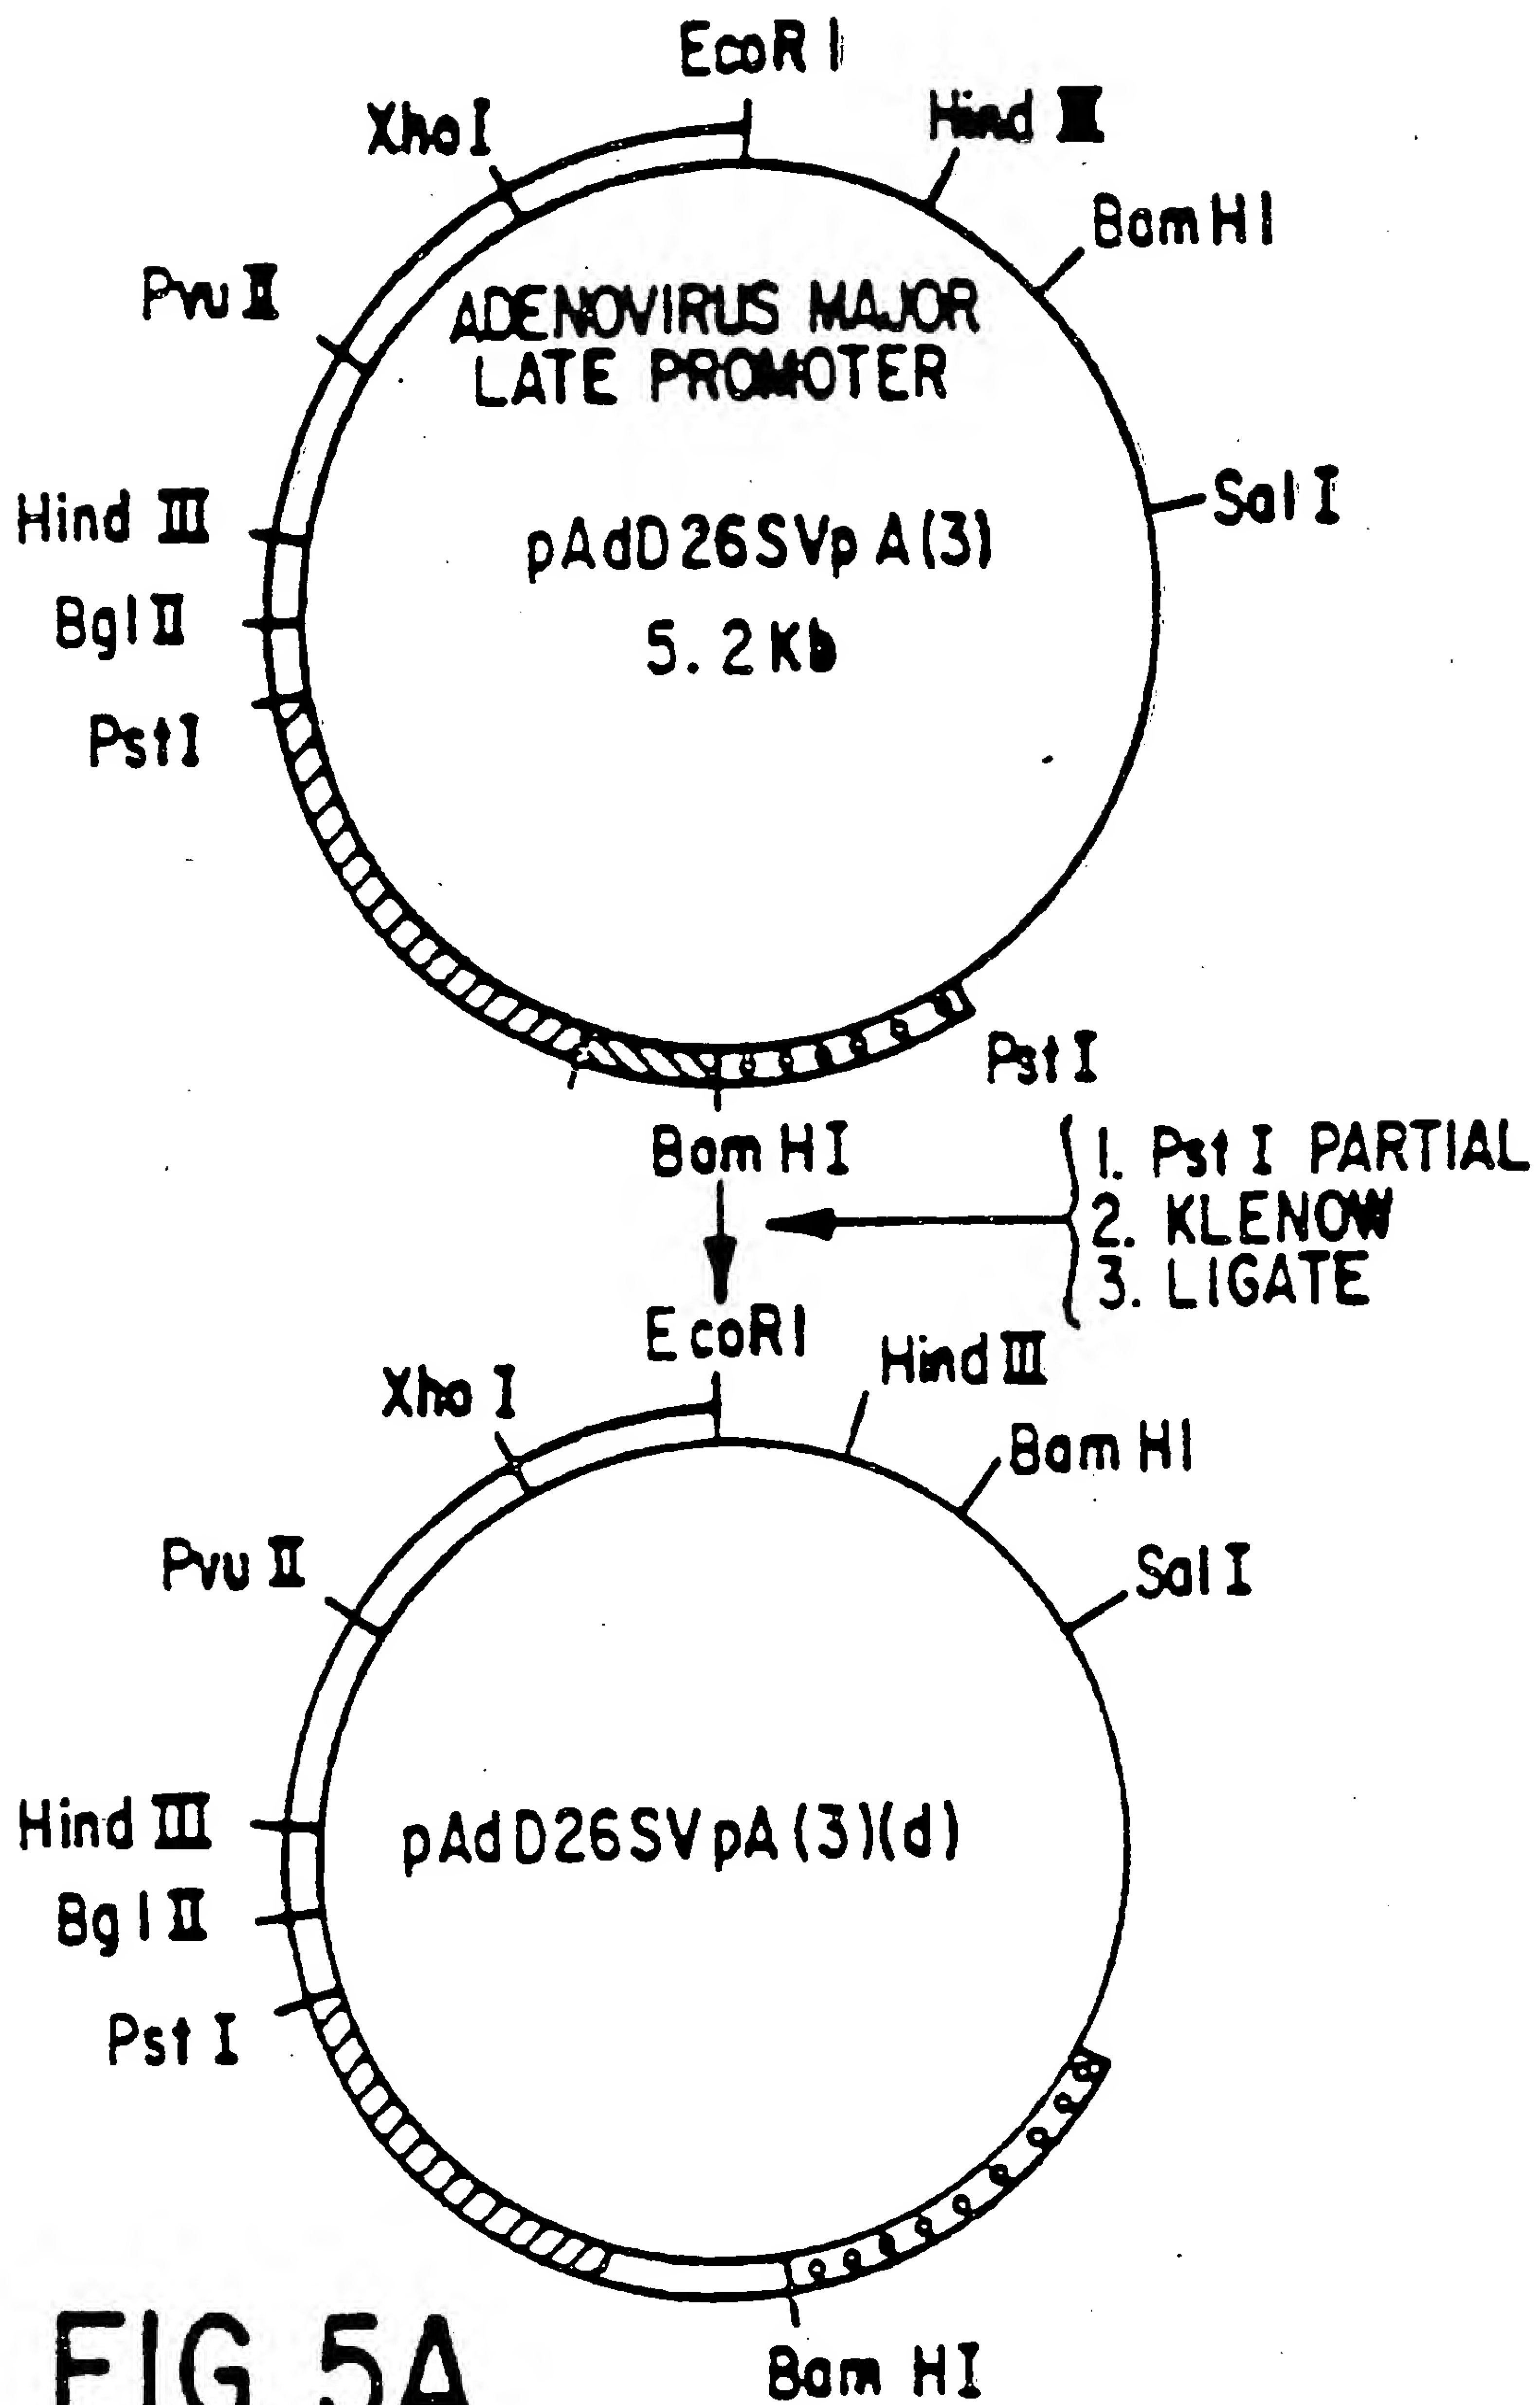 EcoR I
Xho I
Hind III
Bam HI
Pvu II
ADENOVIRUS MAJOR
LATE PROMOTER
Sal I
Hind III
pAdD26SVpA(3)
5.2Kb
Bgl II
Pst I
Pst I
Bam HI
1. Pst I PARTIAL
2. KLENOW
3. LIGATE
EcoRI
Hind III
Xho I
Bam HI
Pvu II
Sal I
Hind III
pAdD26SVpA(3)(d)
Bgl II
Pst I
Bam HI
FIG. 5A